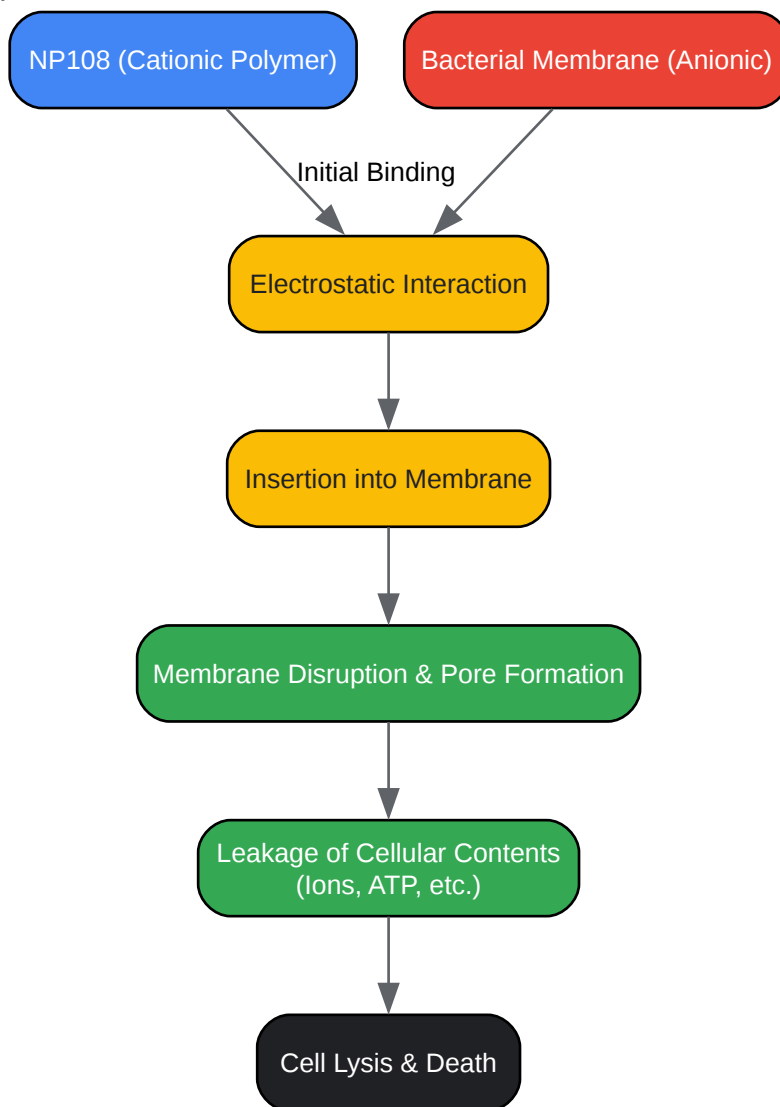 NP108 (Cationic Polymer)
Bacterial Membrane (Anionic)
Initial Binding
Electrostatic Interaction
Insertion into Membrane
Membrane Disruption & Pore Formation
Leakage of Cellular Contents
(Ions, ATP, etc.)
Cell Lysis & Death